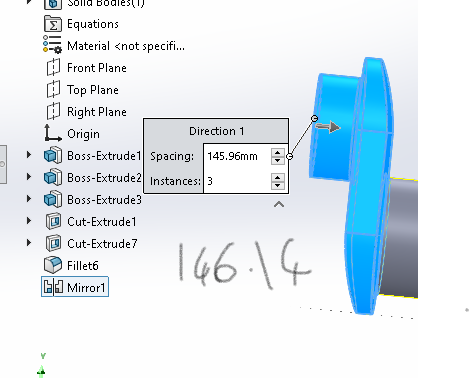 Solid Bodies(1)
Equations
Material <not specifi...
Front Plane
Top Plane
Right Plane
Origin
Direction 1
Boss-Extrude1
Spacing: 145.96mm
Boss-Extrude2
Instances: 3
Boss-Extrude3
Cut-Extrude1
Cut-Extrude7
146.14
Fillet6
Mirror1
Y